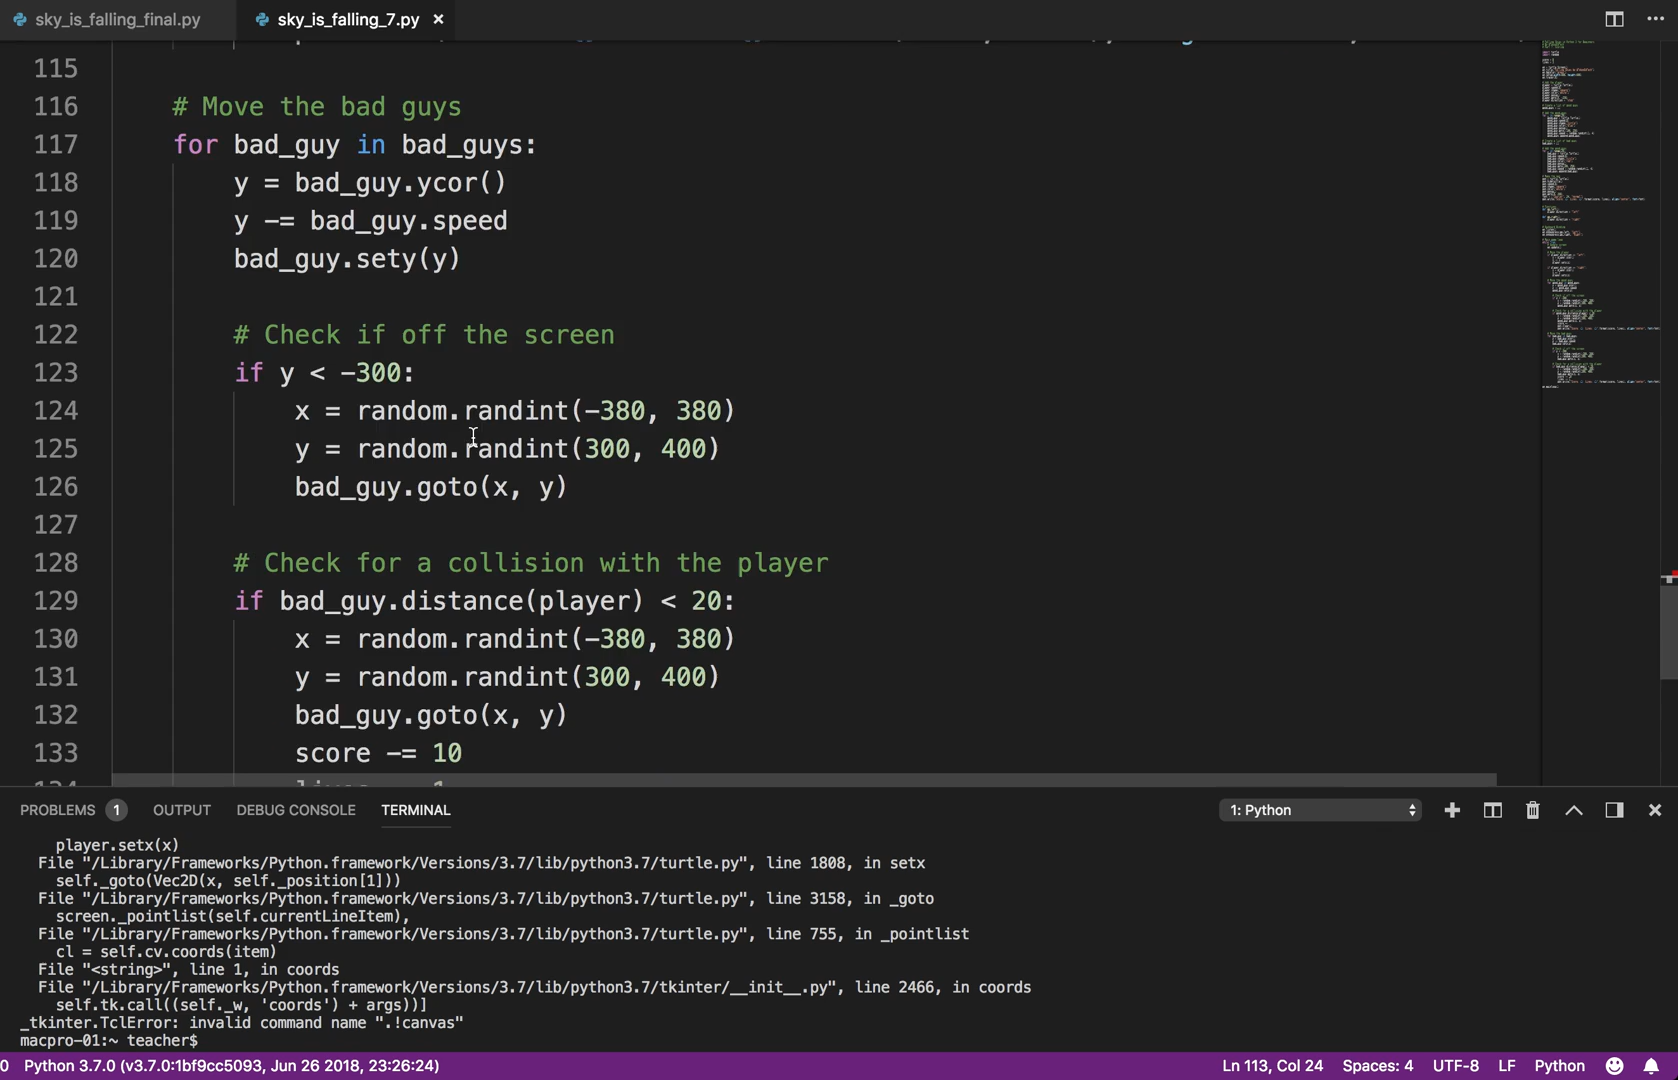 sky_is_falling_final.py
sky_is_falling_7.py ×
115
116 # Move the bad guys
117 for bad_guy in bad_guys:
118 y = bad_guy.ycor()
119 y -= bad_guy.speed
120 bad_guy.sety(y)
121
122 # Check if off the screen
123 if y < -300:
124 x = random.randint(-380, 380)
125 y = random.randint(300, 400)
126 bad_guy.goto(x, y)
127
128 # Check for a collision with the player
129 if bad_guy.distance(player) < 20:
130 x = random.randint(-380, 380)
131 y = random.randint(300, 400)
132 bad_guy.goto(x, y)
133 score -= 10
PROBLEMS 1 OUTPUT DEBUG CONSOLE TERMINAL 1: Python
player.setx(x)
File "/Library/Frameworks/Python.framework/Versions/3.7/lib/python3.7/turtle.py", line 1808, in setx
self._goto(Vec2D(x, self._position[1]))
File "/Library/Frameworks/Python.framework/Versions/3.7/lib/python3.7/turtle.py", line 3158, in _goto
screen._pointlist(self.currentLineItem),
File "/Library/Frameworks/Python.framework/Versions/3.7/lib/python3.7/turtle.py", line 755, in _pointlist
cl = self.cv.coords(item)
File "<string>", line 1, in coords
File "/Library/Frameworks/Python.framework/Versions/3.7/lib/python3.7/tkinter/__init__.py", line 2466, in coords
self.tk.call((self._w, 'coords') + args))]
_tkinter.TclError: invalid command name ".!canvas"
macpro-01:~ teacher$
0 Python 3.7.0 (v3.7.0:1bf9cc5093, Jun 26 2018, 23:26:24) Ln 113, Col 24 Spaces: 4 UTF-8 LF Python